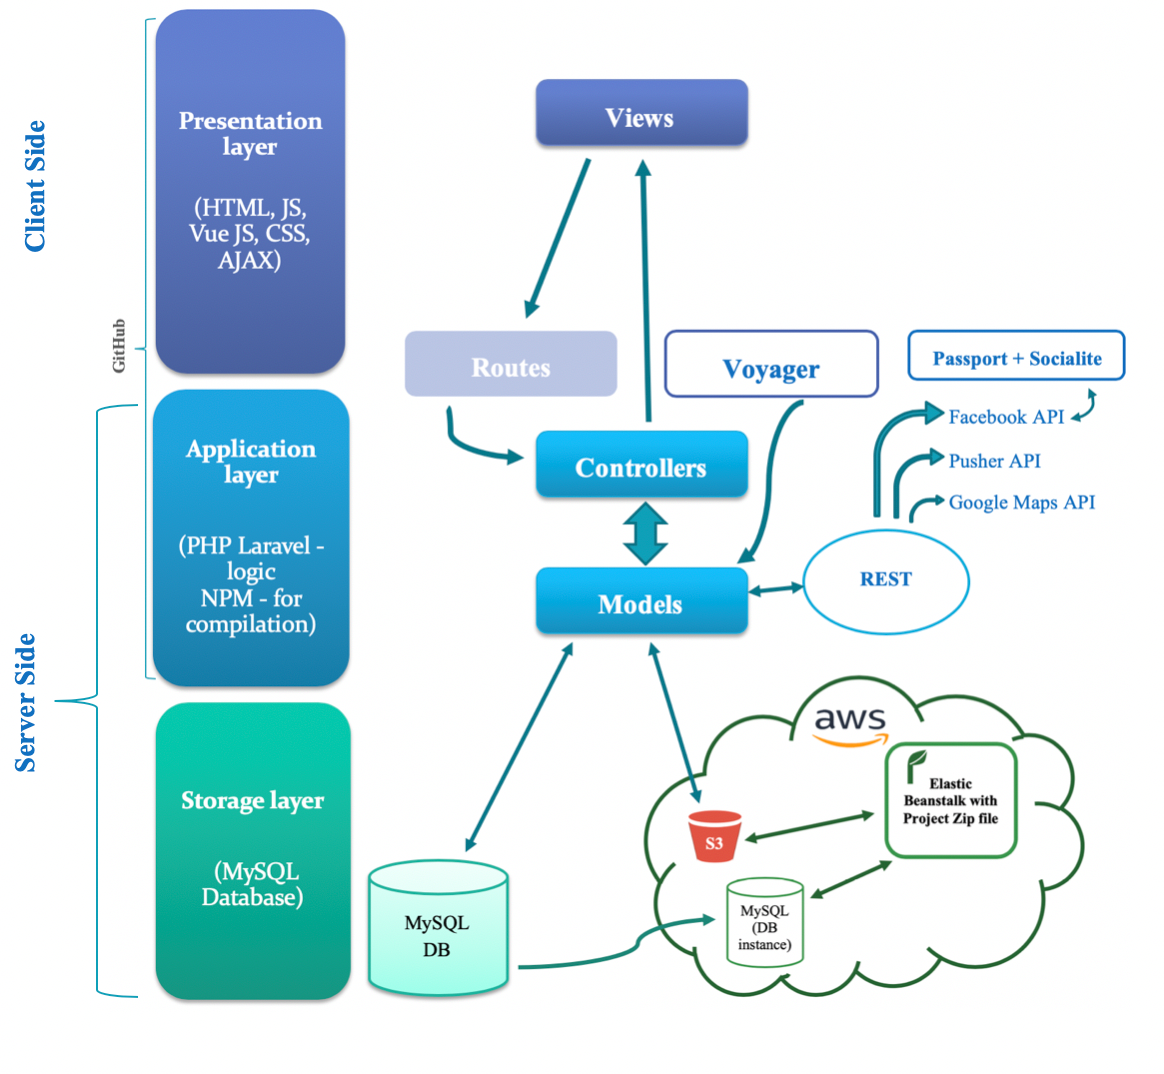 Client Side
GitHub
Server Side
Presentation
layer
(HTML, JS,
Vue JS, CSS,
AJAX)
Application
layer
(PHP Laravel -
logic
NPM - for
compilation)
Storage layer
(MySQL
Database)
Views
Routes
Voyager
Passport + Socialite
Facebook API
Pusher API
Google Maps API
Controllers
Models
REST
aws
Elastic
Beanstalk with
Project Zip file
S3
MySQL
(DB
instance)
MySQL
DB